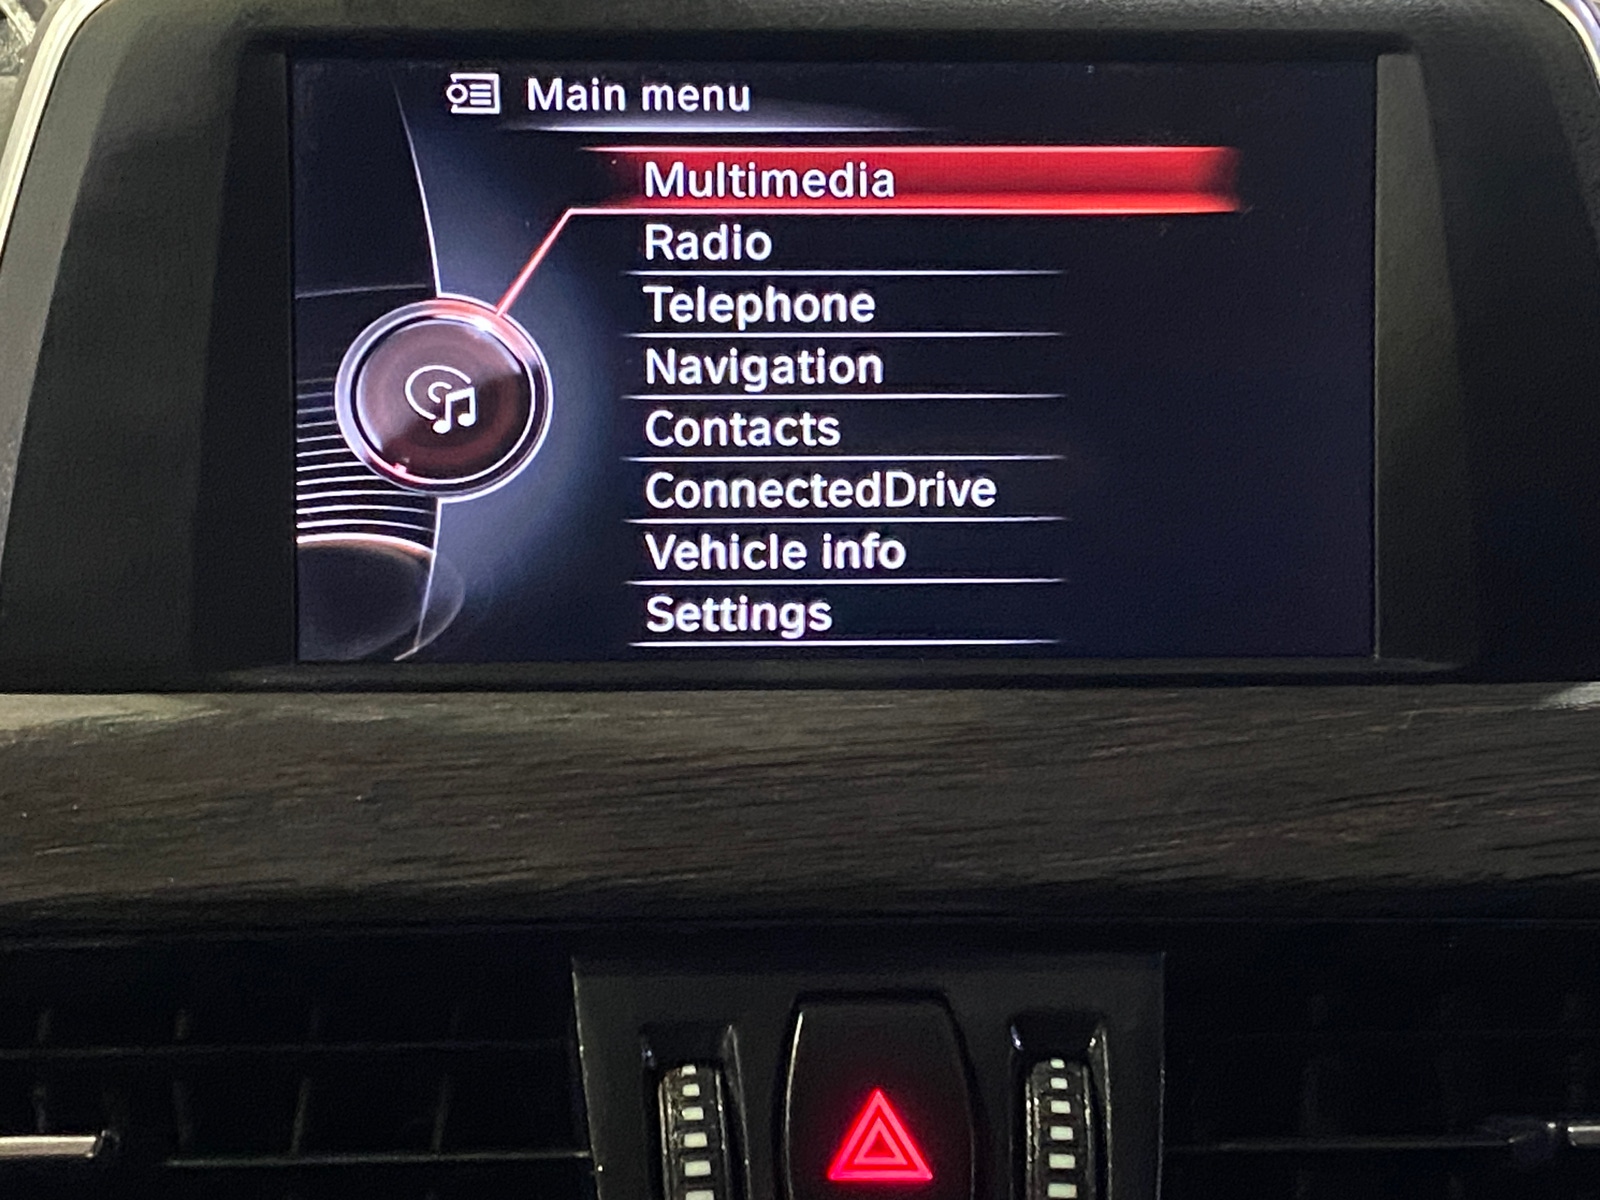 Main menu
Multimedia
Radio
Telephone
Navigation
Contacts
ConnectedDrive
Vehicle info
Settings